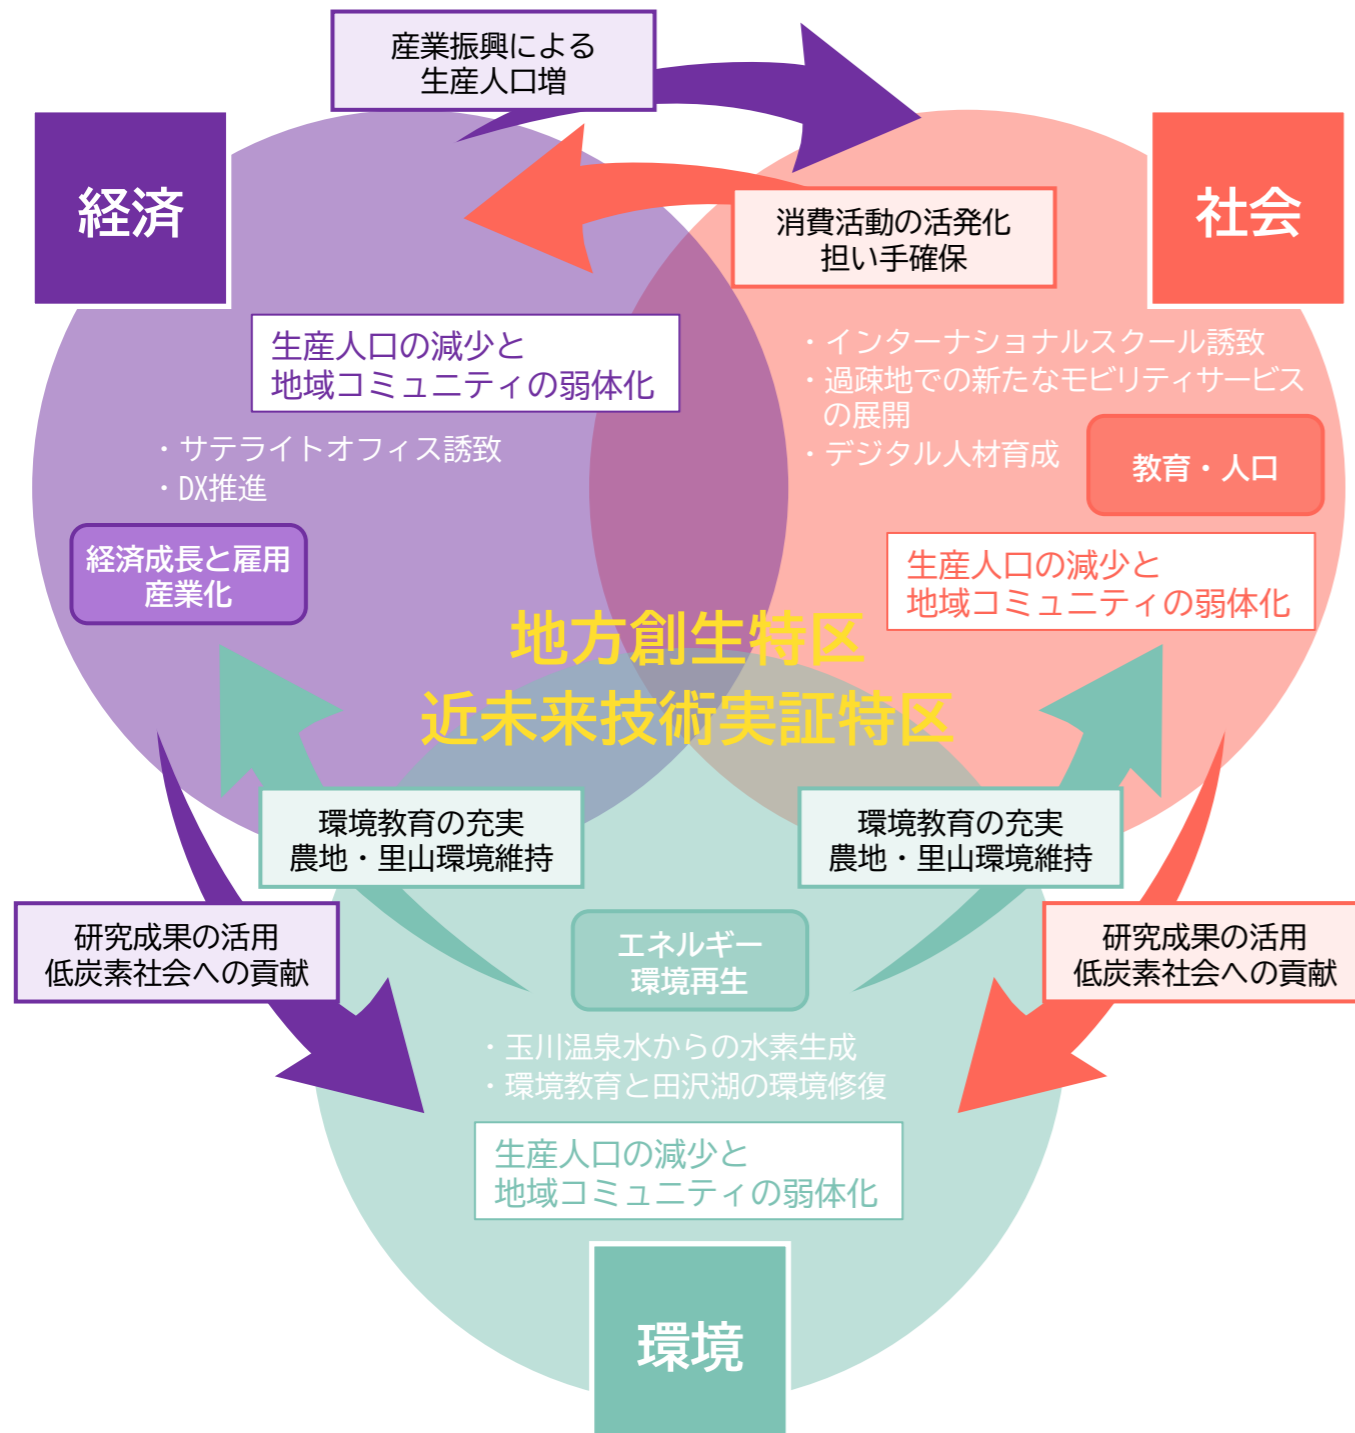 産業振興による
生産人口増
経済
社会
消費活動の活発化
担い手確保
生産人口の減少と
地域コミュニティの弱体化
・サテライトオフィス誘致
・DX推進
経済成長と雇用
産業化
・インターナショナルスクール誘致
・過疎地での新たなモビリティサービス
の展開
・デジタル人材育成
教育・人口
生産人口の減少と
地域コミュニティの弱体化
地方創生特区
近未来技術実証特区
環境教育の充実
農地・里山環境維持
環境教育の充実
農地・里山環境維持
研究成果の活用
低炭素社会への貢献
エネルギー
環境再生
研究成果の活用
低炭素社会への貢献
・玉川温泉水からの水素生成
・環境教育と田沢湖の環境修復
生産人口の減少と
地域コミュニティの弱体化
環境